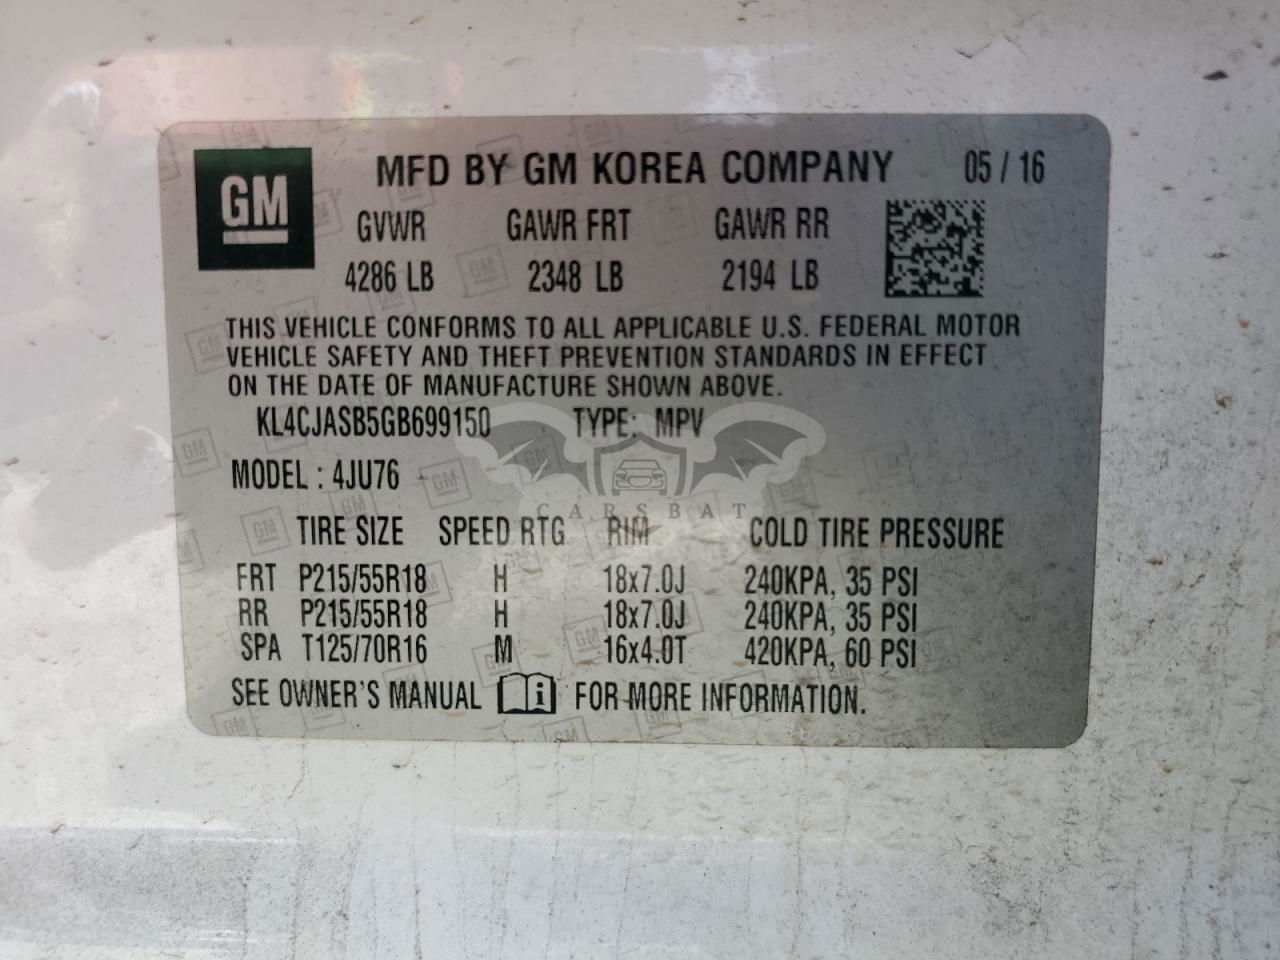 GM
MFD BY GM KOREA COMPANY 05 / 16
GVWR GAWR FRT GAWR RR
4286 LB 2348 LB 2194 LB
THIS VEHICLE CONFORMS TO ALL APPLICABLE U.S. FEDERAL MOTOR
VEHICLE SAFETY AND THEFT PREVENTION STANDARDS IN EFFECT
ON THE DATE OF MANUFACTURE SHOWN ABOVE.
KL4CJASB5GB699150 TYPE: MPV
MODEL : 4JU76
CARSBAT
TIRE SIZE SPEED RTG RIM COLD TIRE PRESSURE
FRT P215/55R18 H 18x7.0J 240KPA, 35 PSI
RR P215/55R18 H 18x7.0J 240KPA, 35 PSI
SPA T125/70R16 M 16x4.0T 420KPA, 60 PSI
SEE OWNER'S MANUAL i FOR MORE INFORMATION.